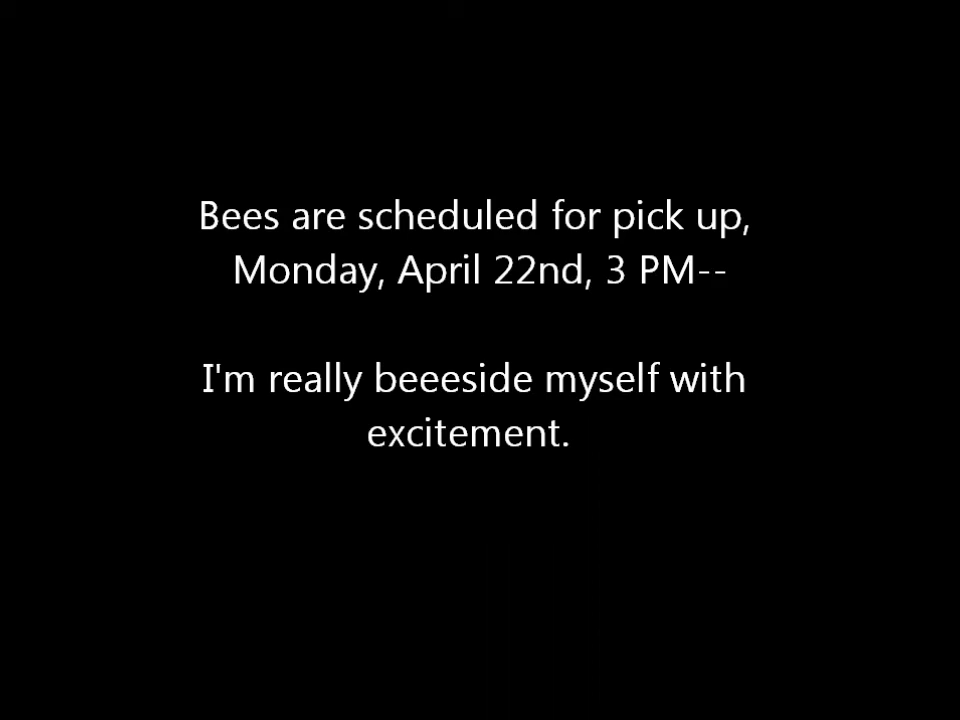 Bees are scheduled for pick up,
Monday, April 22nd, 3 PM--
I'm really beeeside myself with
excitement.